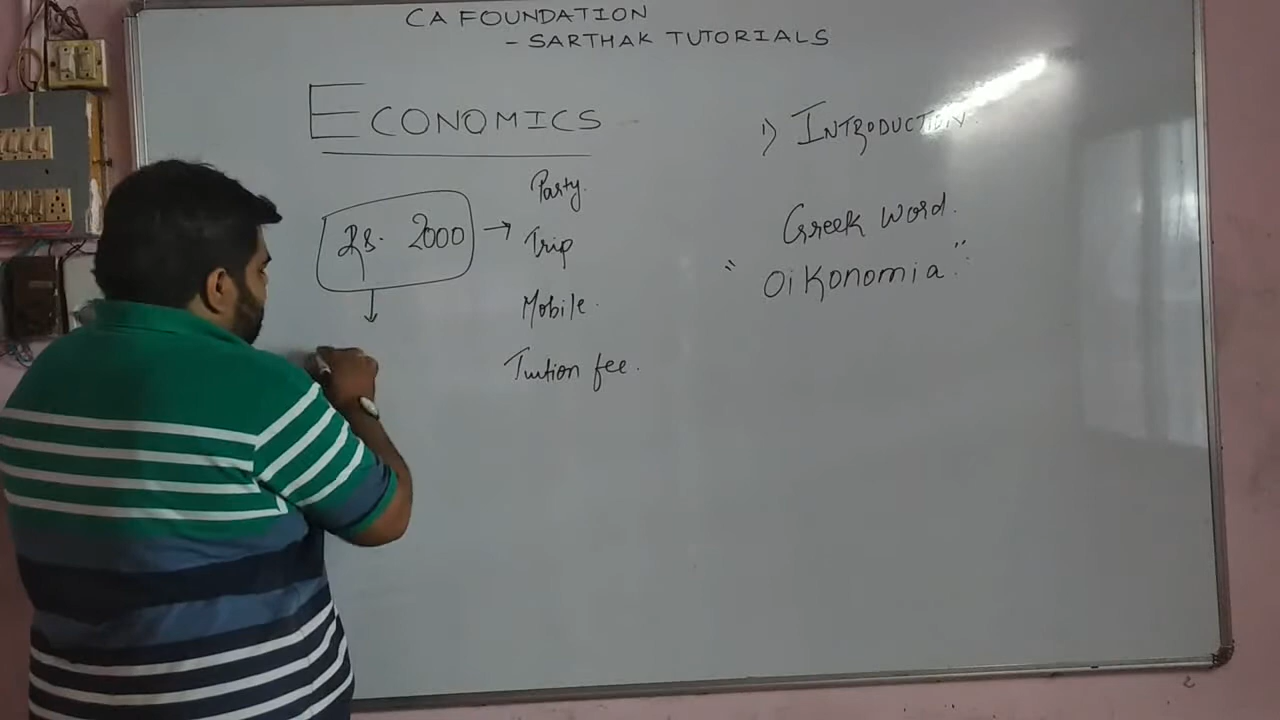 CA FOUNDATION
- SARTHAK TUTORIALS
ECONOMICS
Rs. 2000 →
Party.
Trip
Mobile.
Tution fee.
1) INTRODUCTION.
Greek Word.
"Oikonomia."